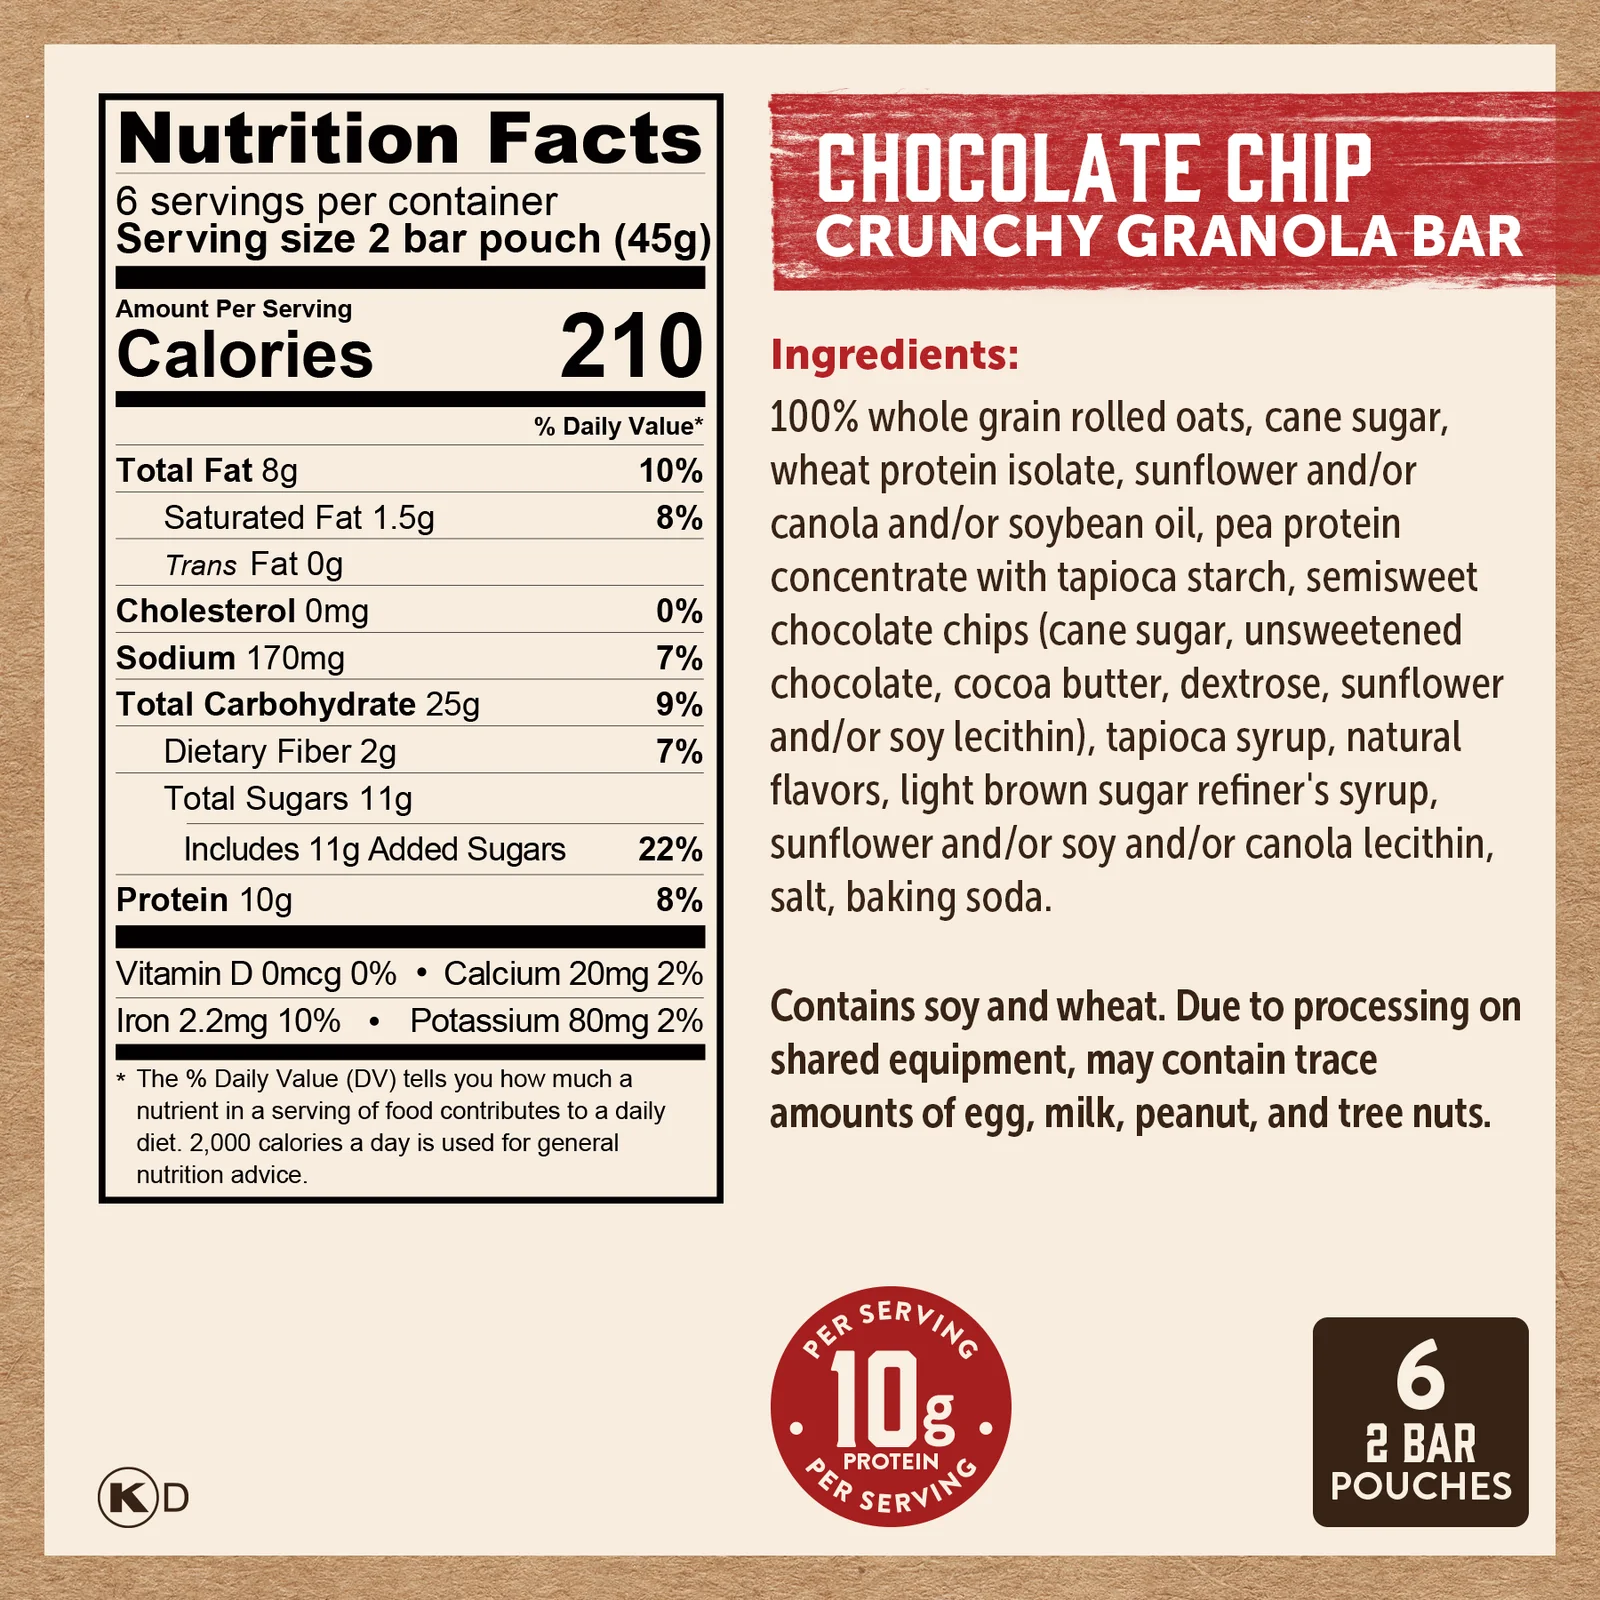 Nutrition Facts
6 servings per container
Serving size 2 bar pouch (45g)
Amount Per Serving
Calories 210
% Daily Value*
Total Fat 8g 10%
Saturated Fat 1.5g 8%
Trans Fat 0g
Cholesterol 0mg 0%
Sodium 170mg 7%
Total Carbohydrate 25g 9%
Dietary Fiber 2g 7%
Total Sugars 11g
Includes 11g Added Sugars 22%
Protein 10g 8%
Vitamin D 0mcg 0% • Calcium 20mg 2%
Iron 2.2mg 10% • Potassium 80mg 2%
* The % Daily Value (DV) tells you how much a
nutrient in a serving of food contributes to a daily
diet. 2,000 calories a day is used for general
nutrition advice.
CHOCOLATE CHIP
CRUNCHY GRANOLA BAR
Ingredients:
100% whole grain rolled oats, cane sugar,
wheat protein isolate, sunflower and/or
canola and/or soybean oil, pea protein
concentrate with tapioca starch, semisweet
chocolate chips (cane sugar, unsweetened
chocolate, cocoa butter, dextrose, sunflower
and/or soy lecithin), tapioca syrup, natural
flavors, light brown sugar refiner's syrup,
sunflower and/or soy and/or canola lecithin,
salt, baking soda.
Contains soy and wheat. Due to processing on
shared equipment, may contain trace
amounts of egg, milk, peanut, and tree nuts.
PER SERVING
10g
PROTEIN
PER SERVING
6
2 BAR
POUCHES
K D